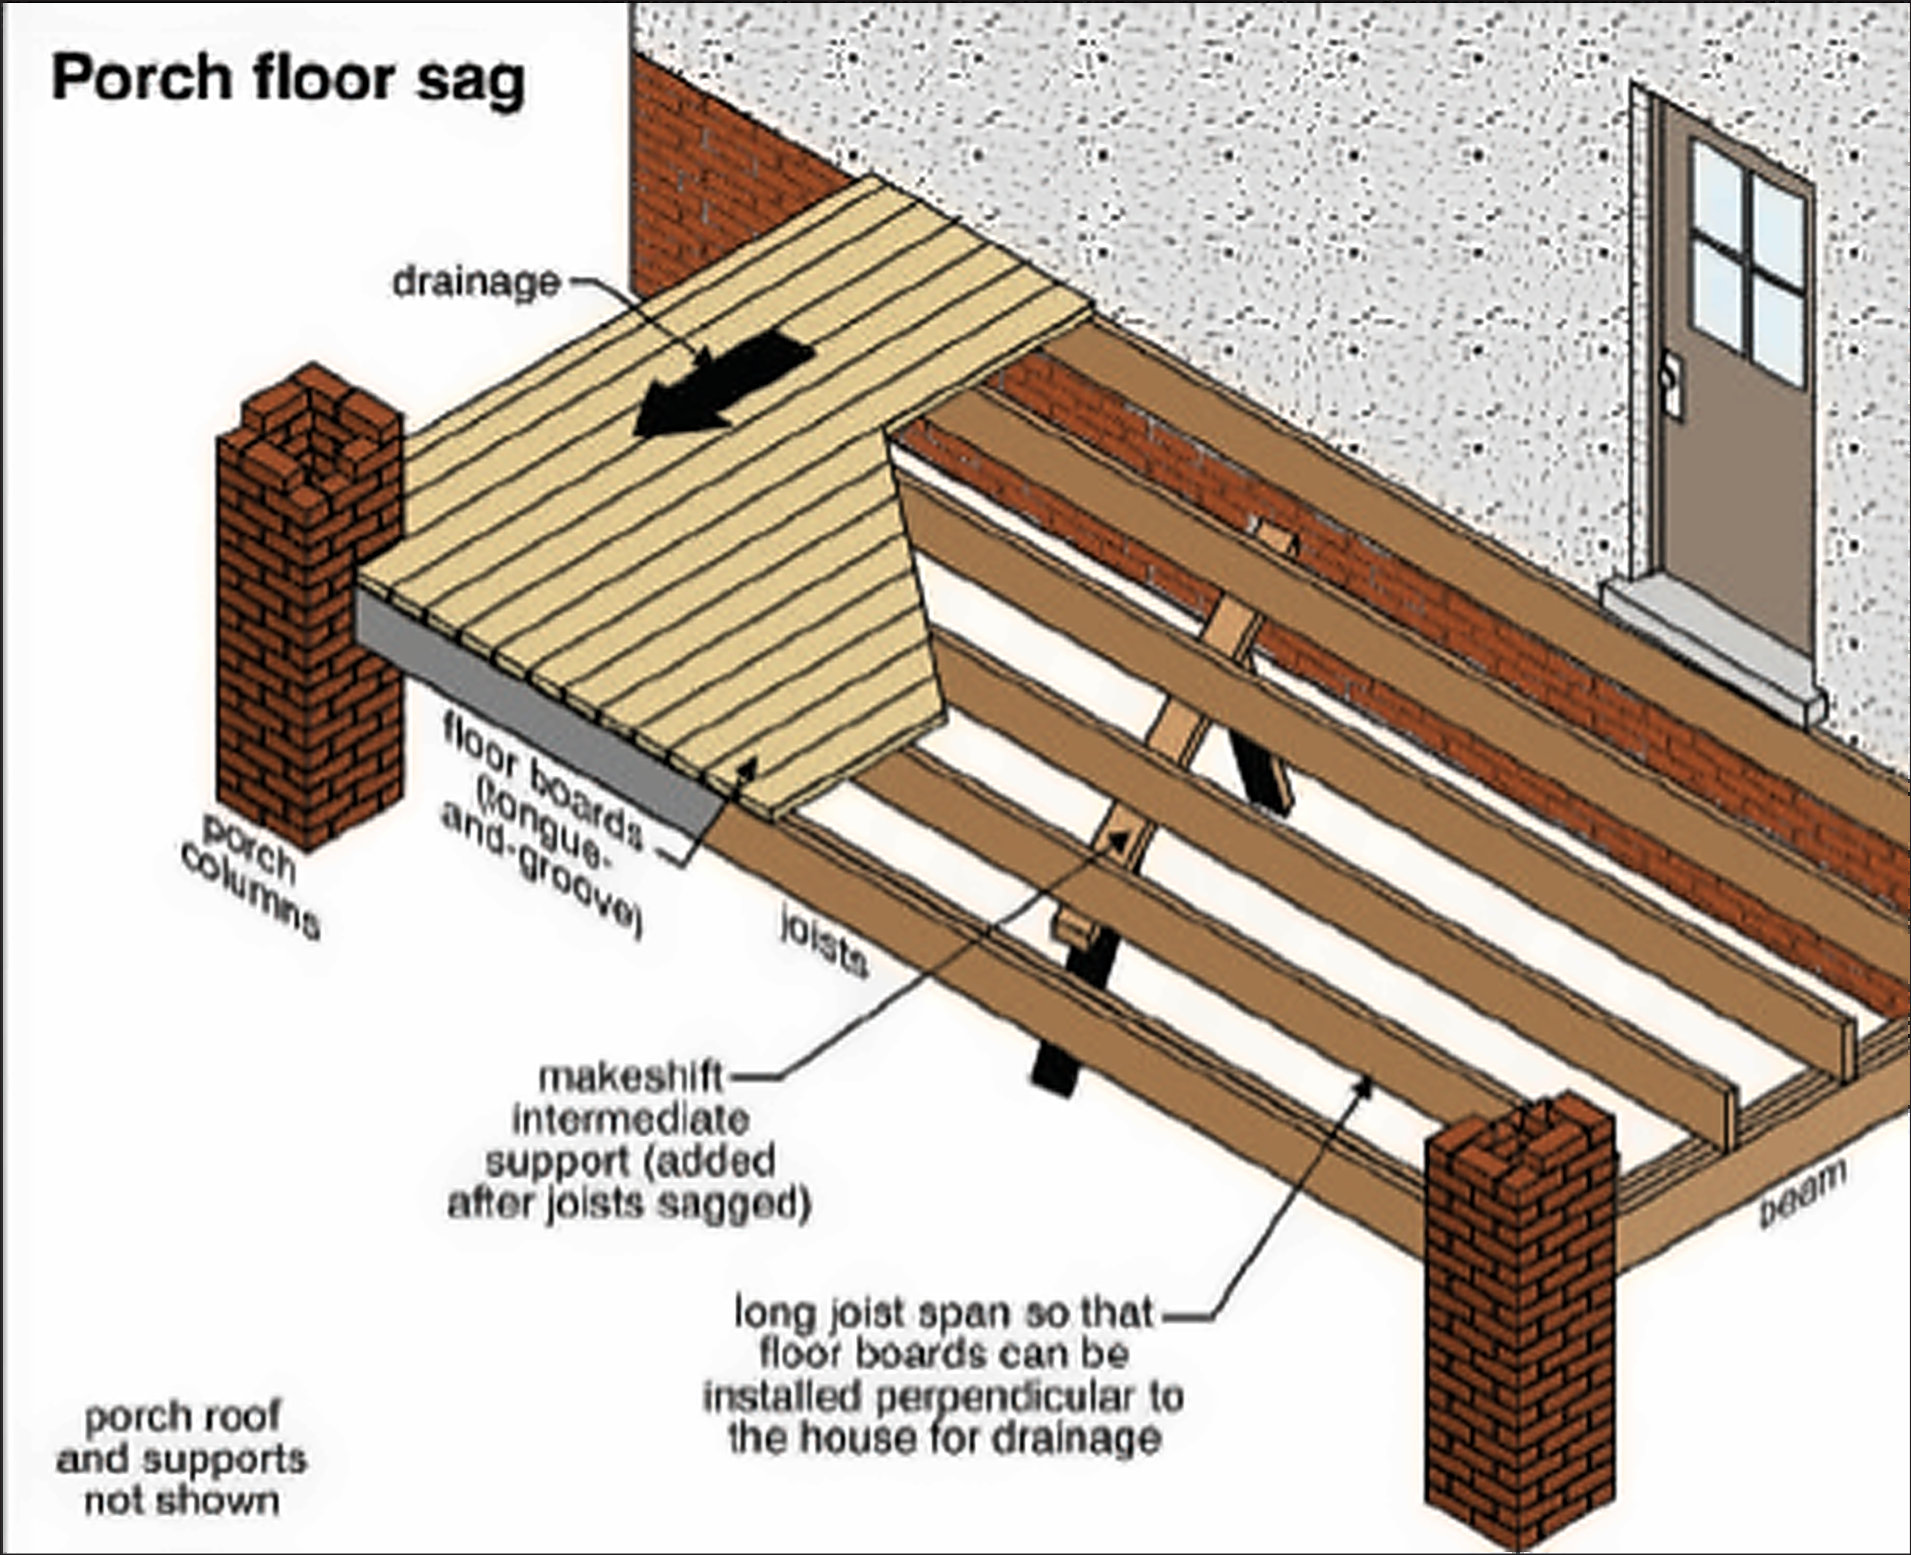 Porch floor sag
drainage
porch
columns
floor boards
(tongue-
and-groove)
joists
makeshift
intermediate
support (added
after joists sagged)
beam
long joist span so that
floor boards can be
installed perpendicular to
the house for drainage
porch roof
and supports
not shown